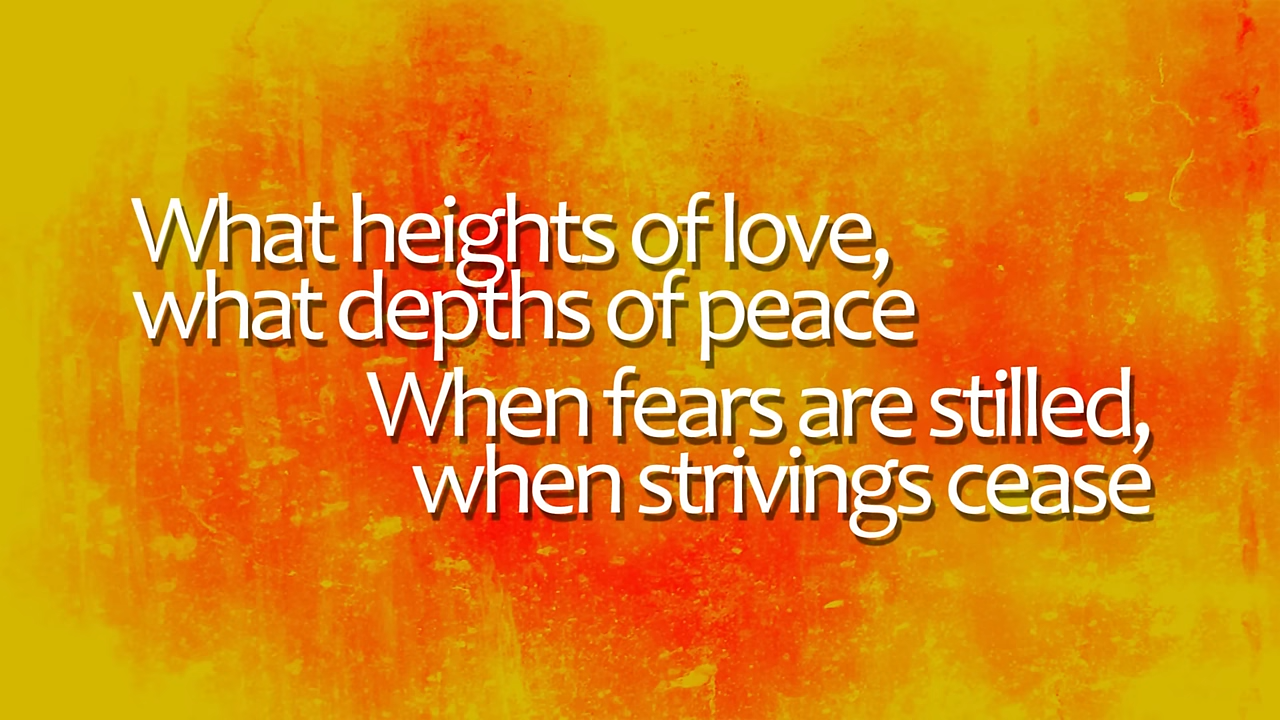 What heights of love,
what depths of peace
When fears are stilled,
when strivings cease